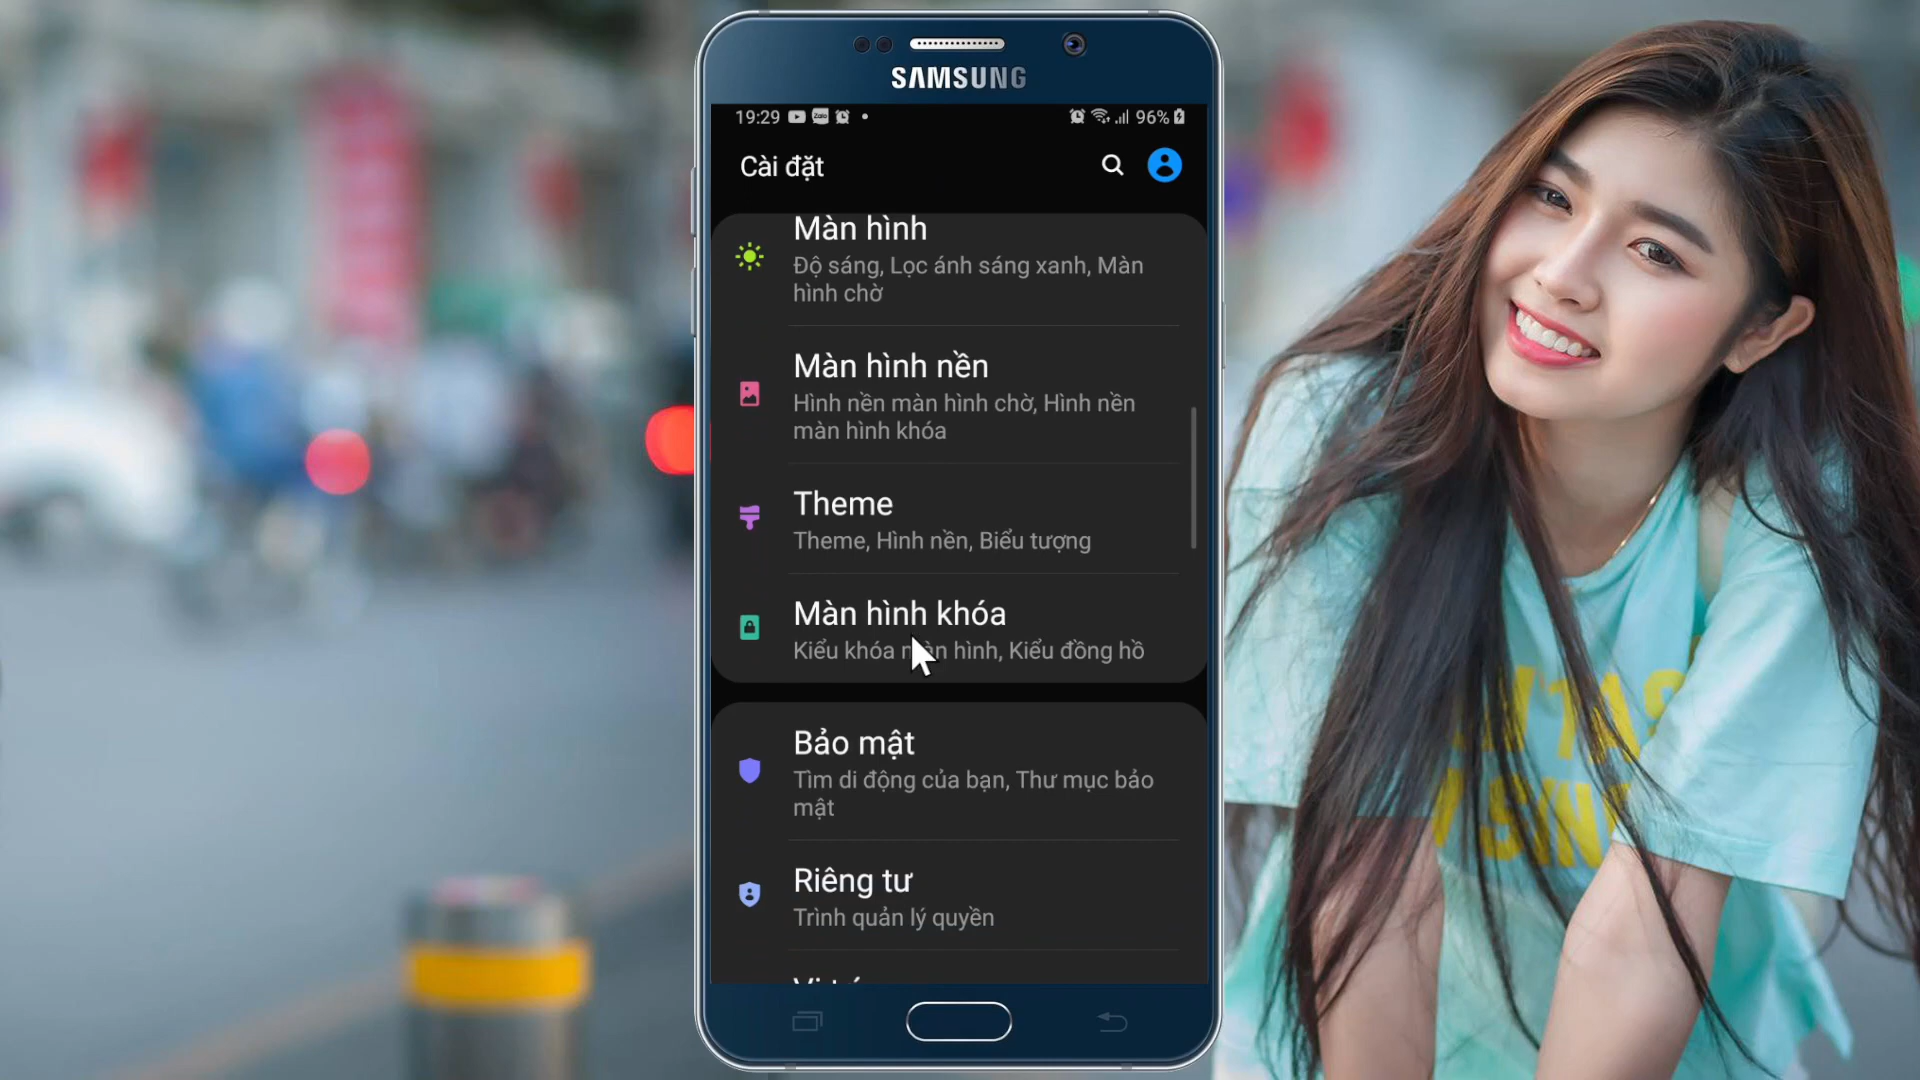 SAMSUNG
19:29
96%
Cài đặt
Màn hình
Độ sáng, Lọc ánh sáng xanh, Màn
hình chờ
Màn hình nền
Hình nền màn hình chờ, Hình nền
màn hình khóa
Theme
Theme, Hình nền, Biểu tượng
Màn hình khóa
Kiểu khóa màn hình, Kiểu đồng hồ
Bảo mật
Tìm di động của bạn, Thư mục bảo
mật
Riêng tư
Trình quản lý quyền